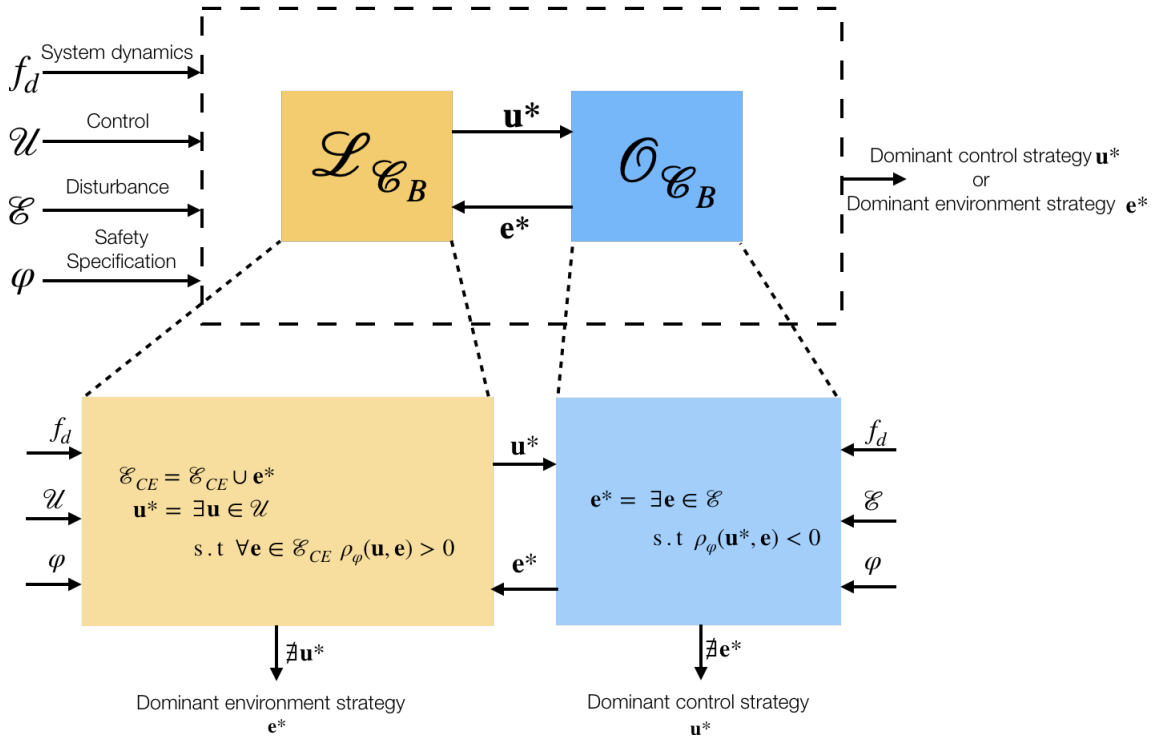 System dynamics
f_d
Control
𝒰
Disturbance
ℰ
Safety
Specification
φ
ℒ_𝒞_B
u*
e*
𝒪_𝒞_B
Dominant control strategy u*
or
Dominant environment strategy e*
f_d
𝒰
φ
ℰ_CE = ℰ_CE ∪ e*
u* = ∃u ∈ 𝒰
s.t ∀e ∈ ℰ_CE ρ_φ(u, e) > 0
u*
e*
e* = ∃e ∈ ℰ
s.t ρ_φ(u*, e) < 0
f_d
ℰ
φ
∄u*
Dominant environment strategy
e*
∄e*
Dominant control strategy
u*